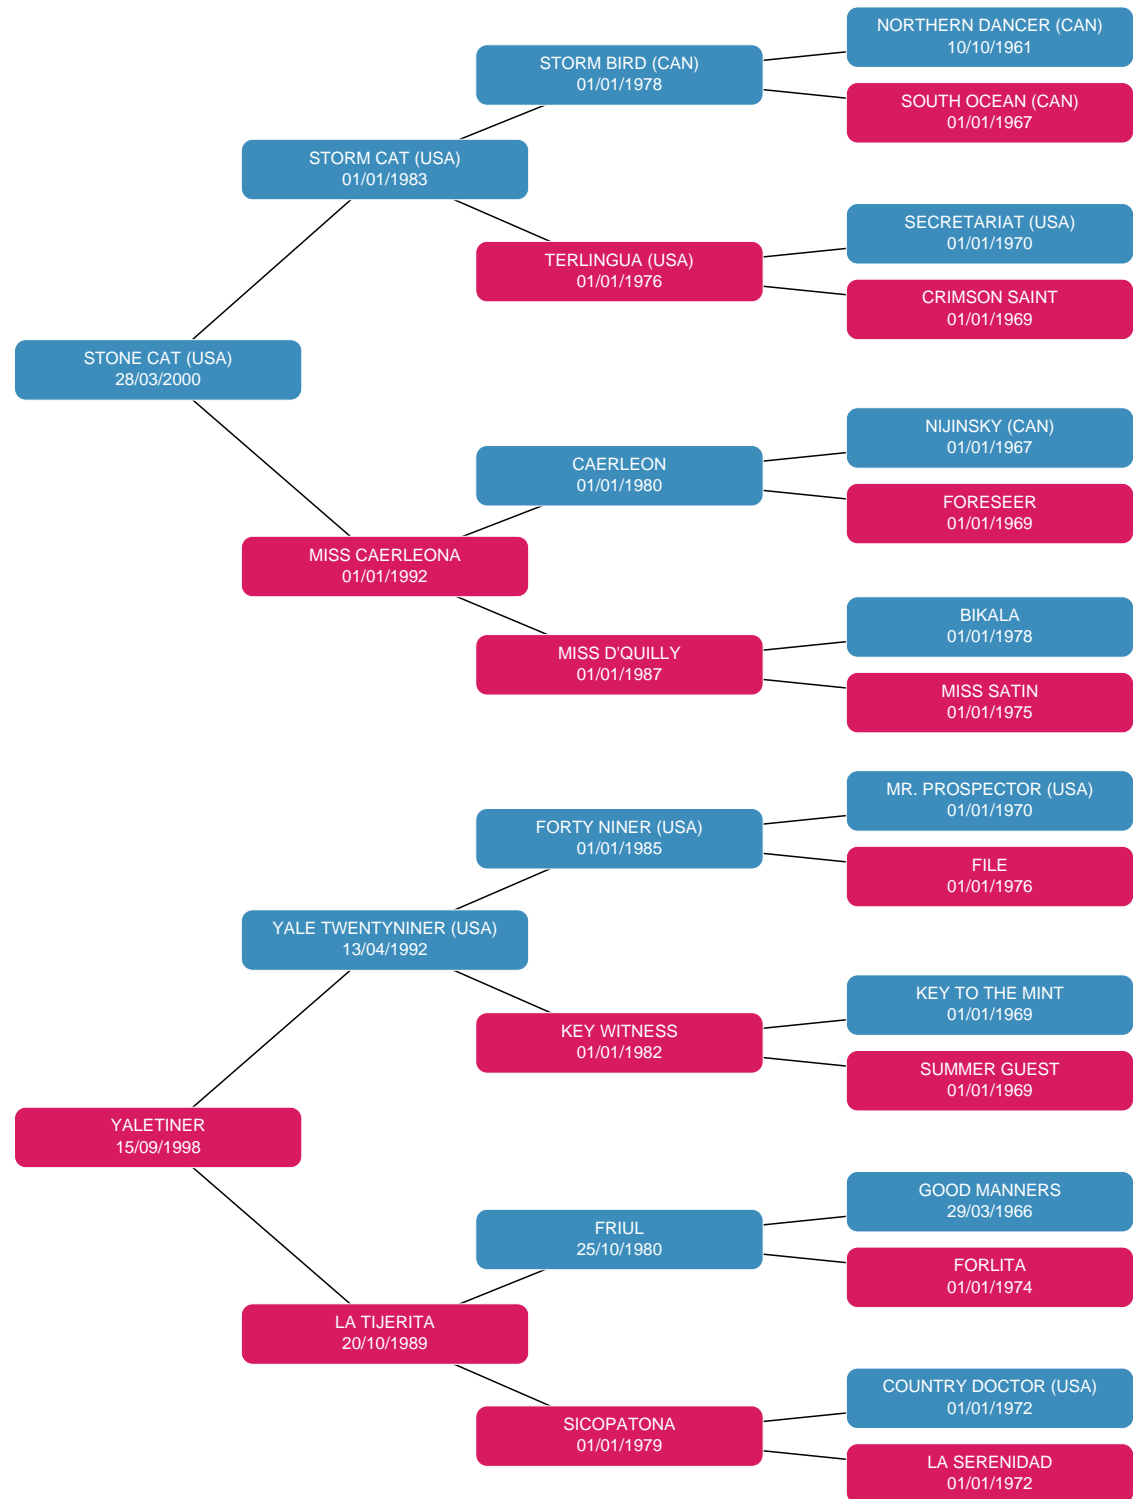 NORTHERN DANCER (CAN)
10/10/1961
STORM BIRD (CAN)
01/01/1978
SOUTH OCEAN (CAN)
01/01/1967
STORM CAT (USA)
01/01/1983
SECRETARIAT (USA)
01/01/1970
TERLINGUA (USA)
01/01/1976
CRIMSON SAINT
01/01/1969
STONE CAT (USA)
28/03/2000
NIJINSKY (CAN)
01/01/1967
CAERLEON
01/01/1980
FORESEER
01/01/1969
MISS CAERLEONA
01/01/1992
BIKALA
01/01/1978
MISS D'QUILLY
01/01/1987
MISS SATIN
01/01/1975
MR. PROSPECTOR (USA)
01/01/1970
FORTY NINER (USA)
01/01/1985
FILE
01/01/1976
YALE TWENTYNINER (USA)
13/04/1992
KEY TO THE MINT
01/01/1969
KEY WITNESS
01/01/1982
SUMMER GUEST
01/01/1969
YALETINER
15/09/1998
GOOD MANNERS
29/03/1966
FRIUL
25/10/1980
FORLITA
01/01/1974
LA TIJERITA
20/10/1989
COUNTRY DOCTOR (USA)
01/01/1972
SICOPATONA
01/01/1979
LA SERENIDAD
01/01/1972